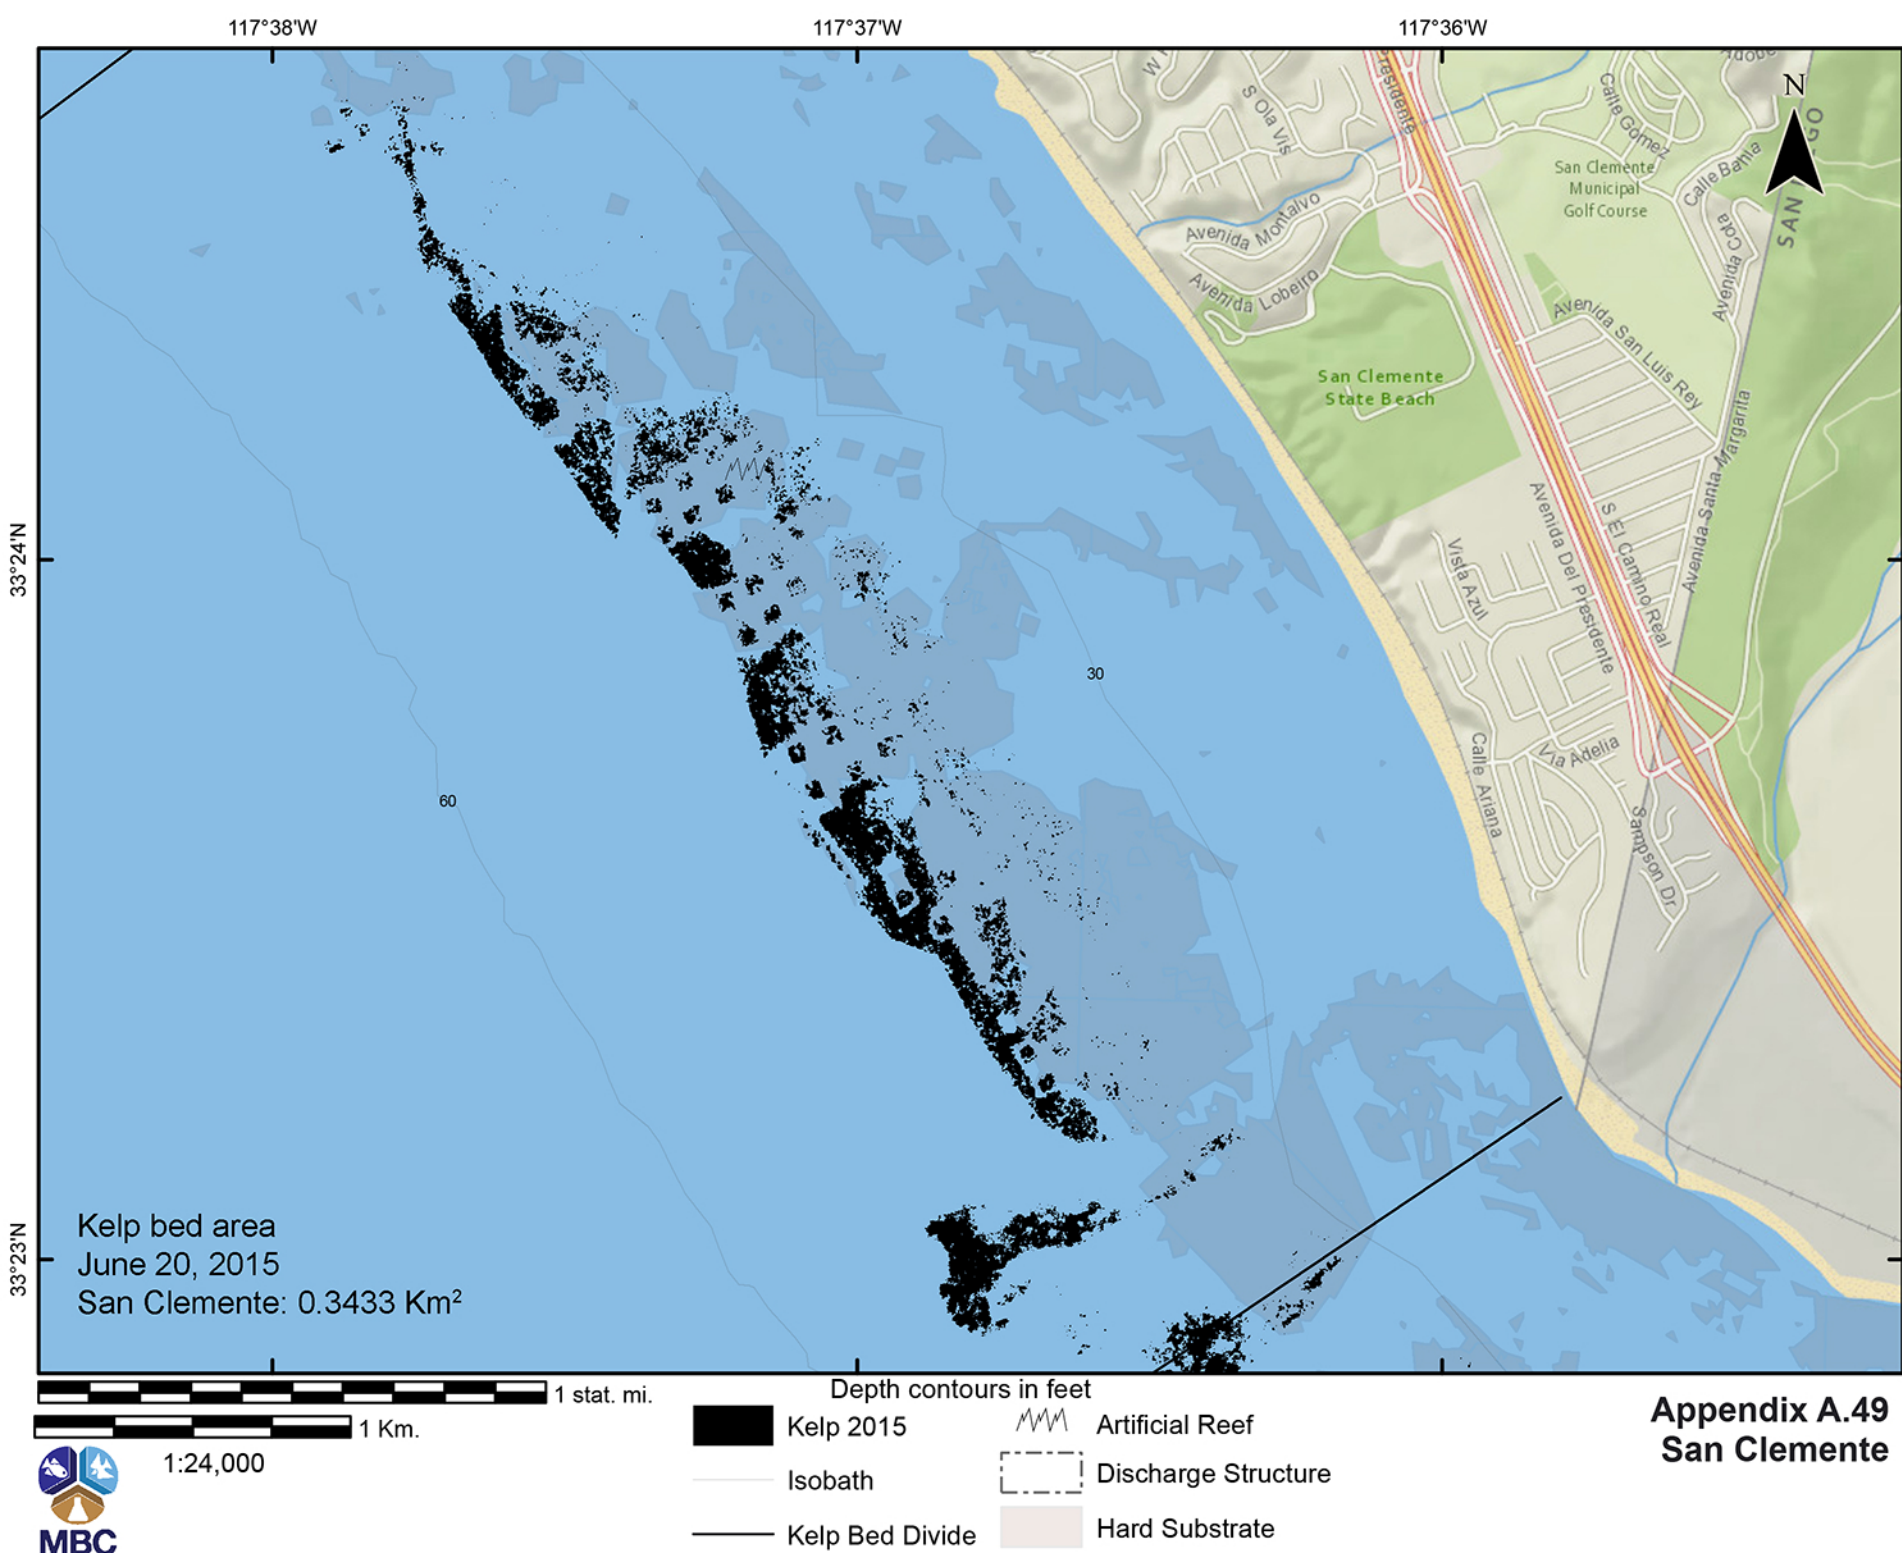 117°38'W
117°37'W
117°36'W
33°24'N
33°23'N
S Ola Vis
Calle Gomez
N
San Clemente
Municipal
Golf Course
Calle Bahia
Avenida Montalvo
Avenida Lobeiro
Avenida Cota
Avenida San Luis Rey
San Clemente
State Beach
Avenida Santa Margarita
Avenida Del Presidente
S El Camino Real
Vista Azul
Via Adelia
Calle Ariana
Sampson Dr
30
60
Kelp bed area
June 20, 2015
San Clemente: 0.3433 Km²
1 stat. mi.
1 Km.
1:24,000
MBC
Depth contours in feet
Kelp 2015
Isobath
Kelp Bed Divide
Artificial Reef
Discharge Structure
Hard Substrate
Appendix A.49
San Clemente